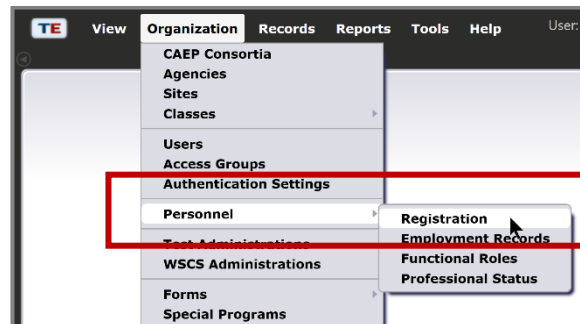 TE View Organization Records Reports Tools Help User:
CAEP Consortia
Agencies
Sites
Classes
Users
Access Groups
Authentication Settings
Personnel
Registration
Test Administrations
Employment Records
WSCS Administrations
Functional Roles
Professional Status
Forms
Special Programs